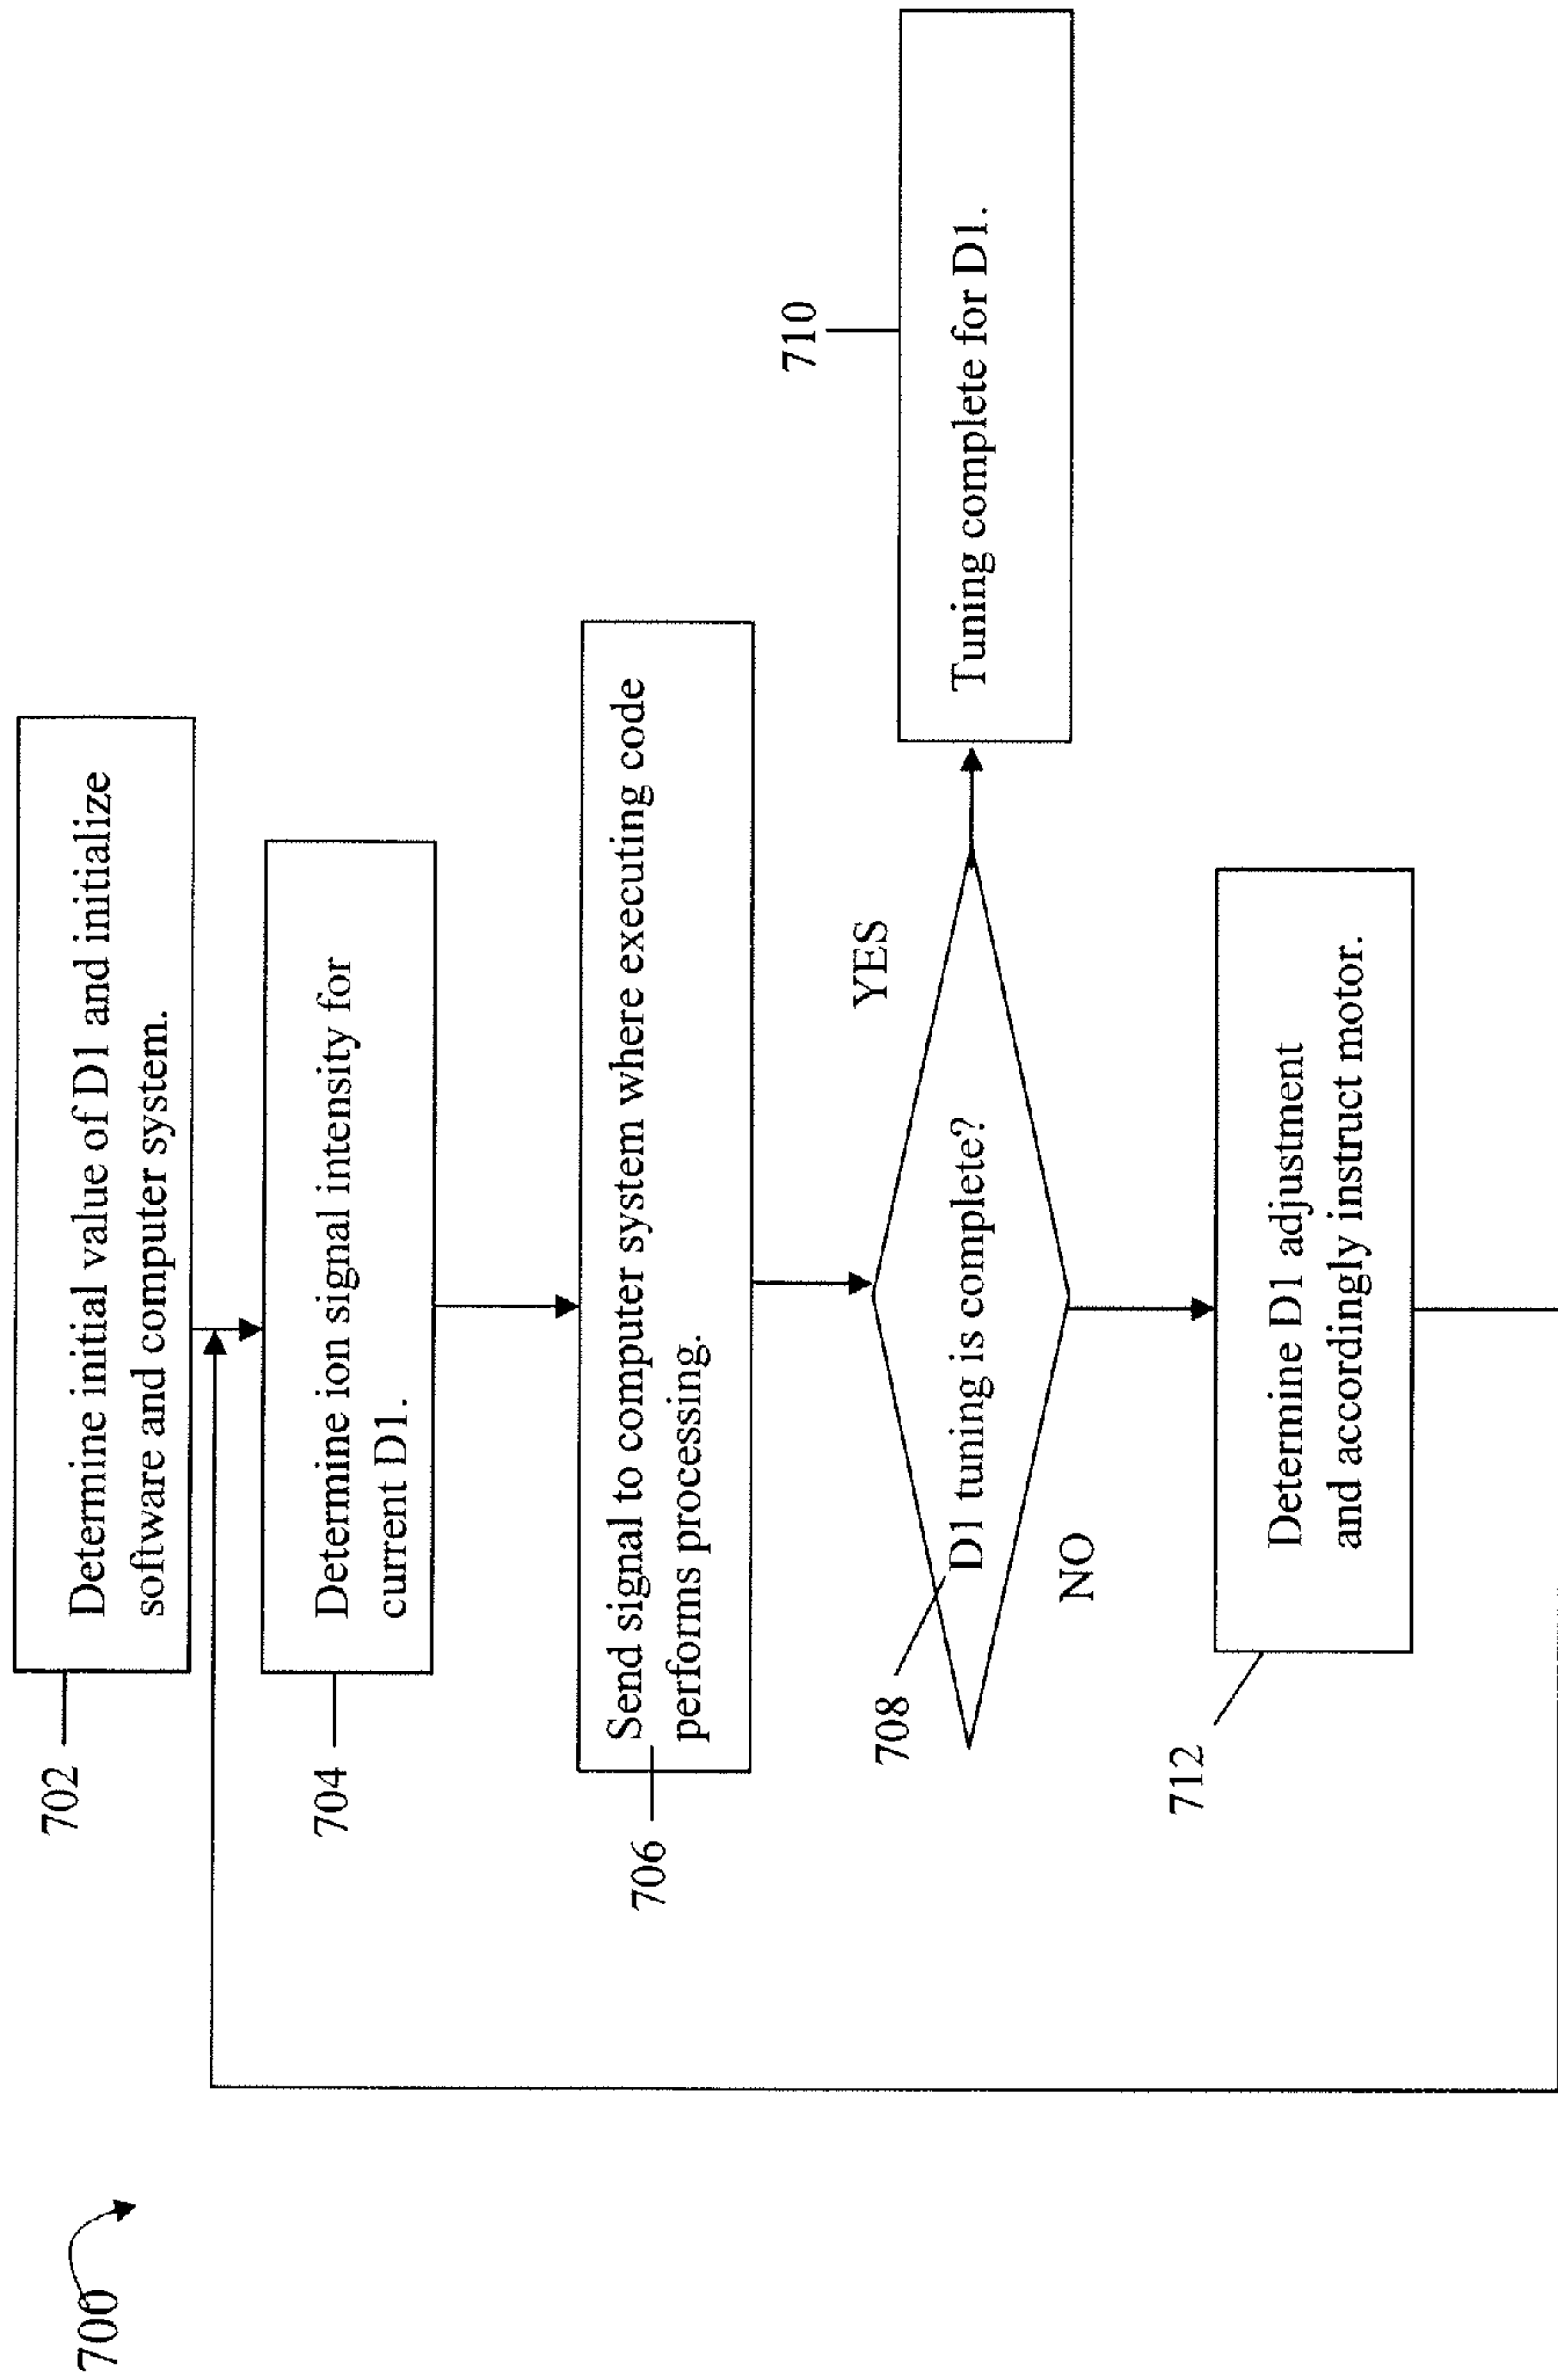 700
702
Determine initial value of D1 and initialize
software and computer system.
704
Determine ion signal intensity for
current D1.
706
Send signal to computer system where executing code
performs processing.
708
D1 tuning is complete?
YES
710
Tuning complete for D1.
NO
712
Determine D1 adjustment
and accordingly instruct motor.